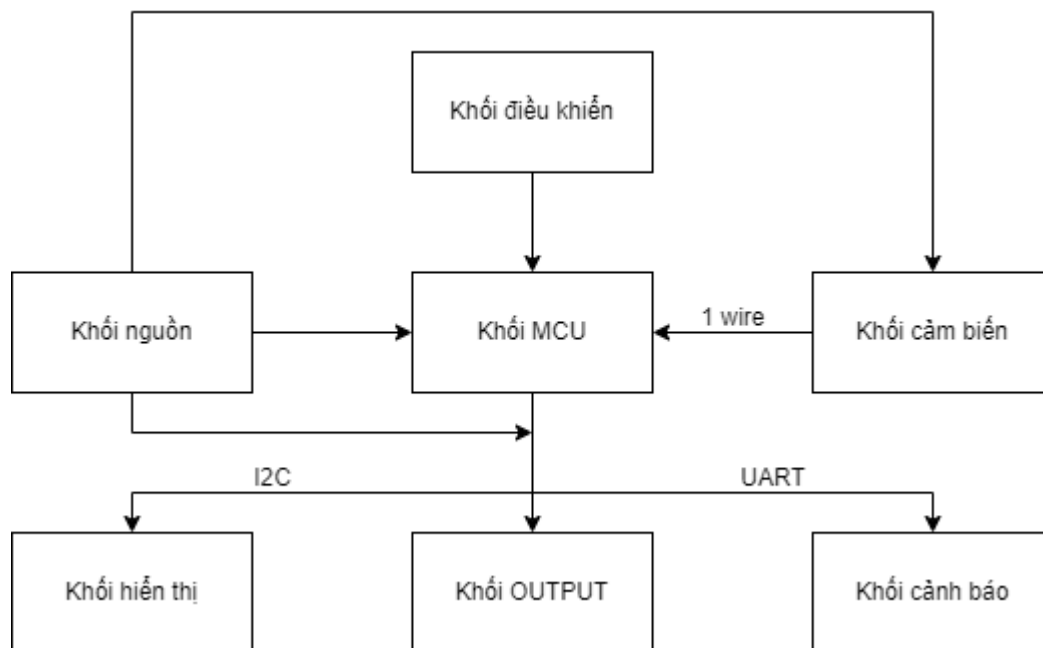 Khối điều khiển
Khối nguồn
Khối MCU
1 wire
Khối cảm biến
I2C
UART
Khối hiển thị
Khối OUTPUT
Khối cảnh báo